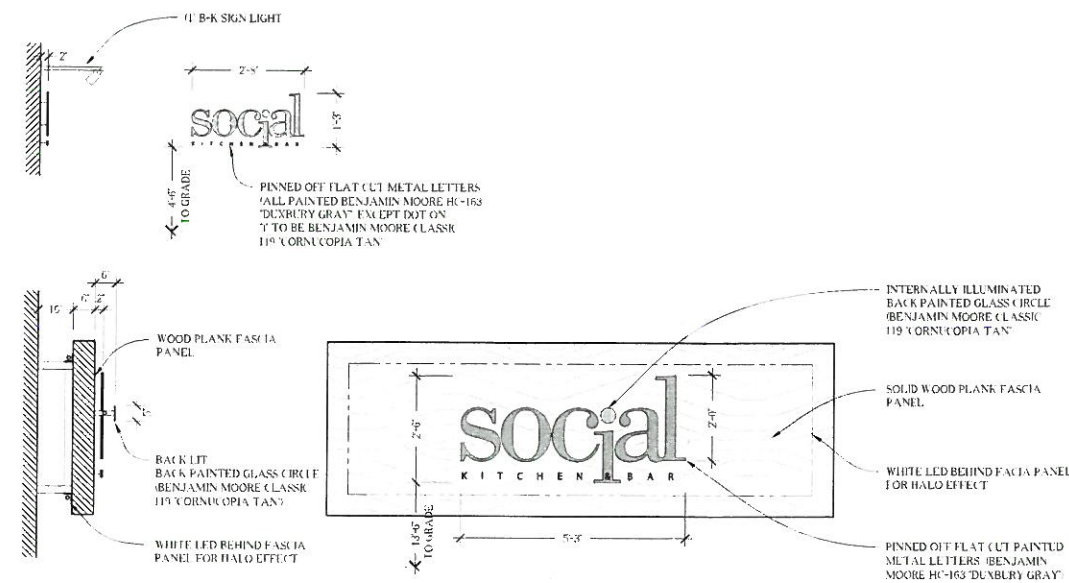 B-K SIGN LIGHT
2"
2'-8"
social
KITCHEN & BAR
1'-3"
4'-6"
TO GRADE
PINNED OFF FLAT CUT METAL LETTERS
(ALL PAINTED BENJAMIN MOORE HC-163
"DUXBURY GRAY" EXCEPT DOT ON
"I" TO BE BENJAMIN MOORE CLASSIC
119 "CORNUCOPIA TAN"
6"
2"
WOOD PLANK FASCIA
PANEL
BACK LIT
BACK PAINTED GLASS CIRCLE
(BENJAMIN MOORE CLASSIC
119 "CORNUCOPIA TAN")
WHITE LED BEHIND FASCIA
PANEL FOR HALO EFFECT
INTERNALLY ILLUMINATED
BACK PAINTED GLASS CIRCLE
(BENJAMIN MOORE CLASSIC
119 "CORNUCOPIA TAN"
SOLID WOOD PLANK FASCIA
PANEL
2'-6"
social
KITCHEN & BAR
2'-0"
WHITE LED BEHIND FACIA PANEL
FOR HALO EFFECT
13'-6"
TO GRADE
5'-3"
PINNED OFF FLAT CUT PAINTED
METAL LETTERS (BENJAMIN
MOORE HC-163 "DUXBURY GRAY")